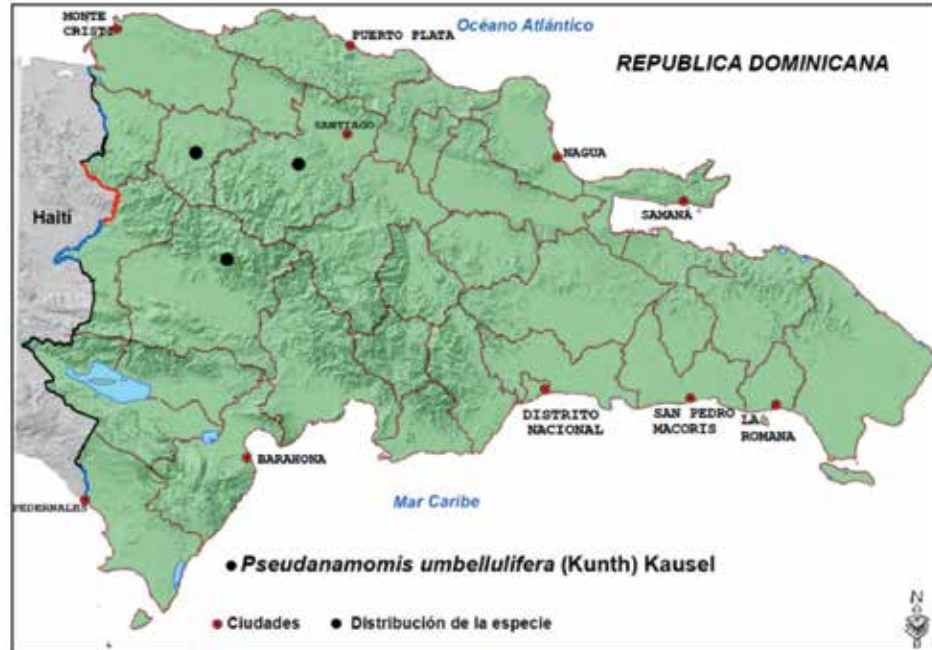 MONTE
CRISTI
Océano Atlántico
PUERTO PLATA
REPUBLICA DOMINICANA
SANTIAGO
NAGUA
SAMANÁ
Haití
DISTRITO
NACIONAL
SAN PEDRO
MACORIS
LA
ROMANA
BARAHONA
PEDERNALES
Mar Caribe
Pseudanamomis umbellulifera (Kunth) Kausel
Ciudades
Distribución de la especie
N